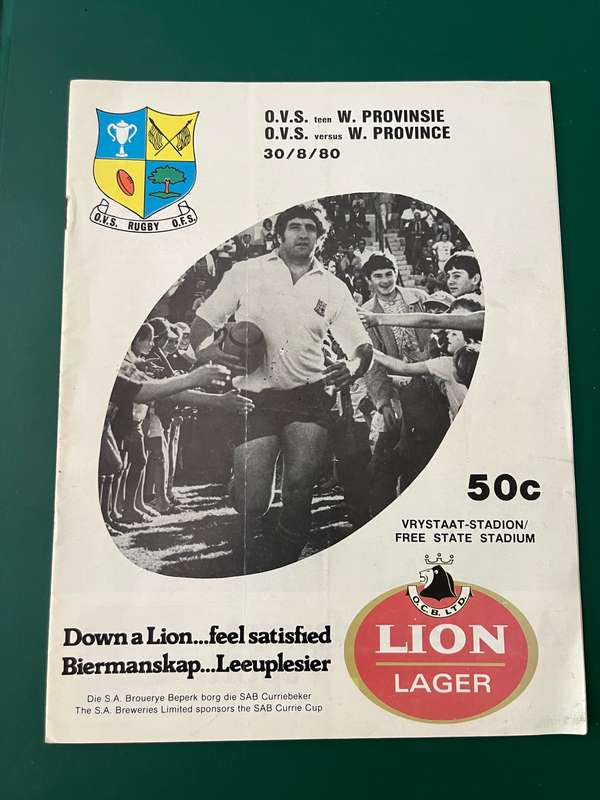 O.V.S. teen W. PROVINSIE
O.V.S. versus W. PROVINCE
30/8/80
O.V.S. RUGBY O.F.S.
50c
VRYSTAAT-STADION/
FREE STATE STADIUM
O.C.B. LTD.
LION
LAGER
Down a Lion...feel satisfied
Biermanskap...Leeuplesier
Die S.A. Brouerye Beperk borg die SAB Curriebeker
The S.A. Breweries Limited sponsors the SAB Currie Cup